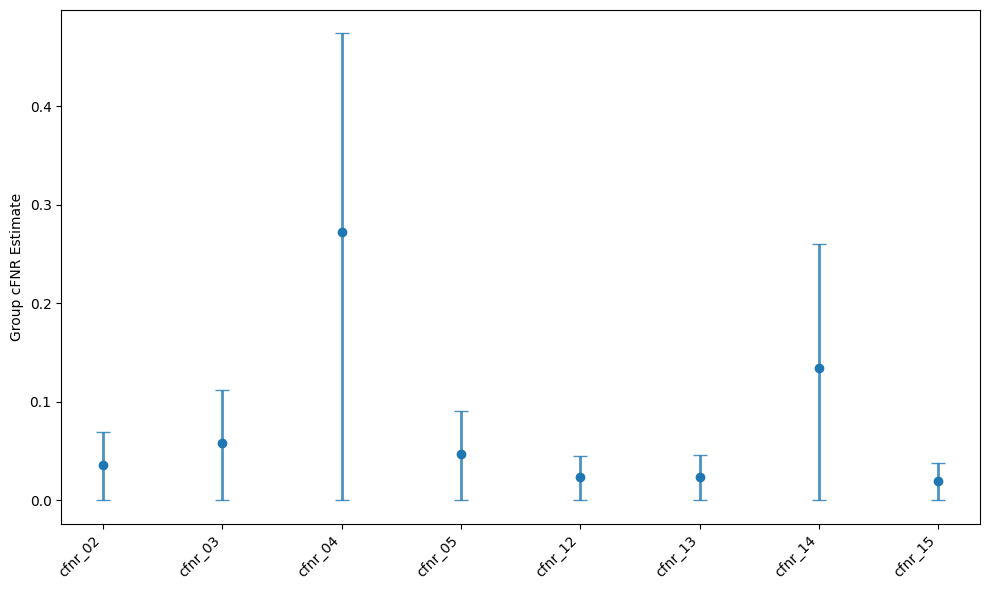 Group cFNR Estimate
0.4
0.3
0.2
0.1
0.0
cfnr_02
cfnr_03
cfnr_04
cfnr_05
cfnr_12
cfnr_13
cfnr_14
cfnr_15